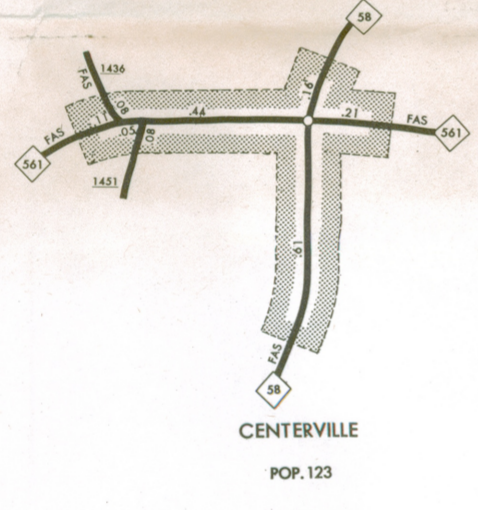 58
1436
FAS
.08
.16
.44
.21
FAS
.11
FAS
.05
.08
561
561
1451
.61
FAS
58
CENTERVILLE
POP. 123